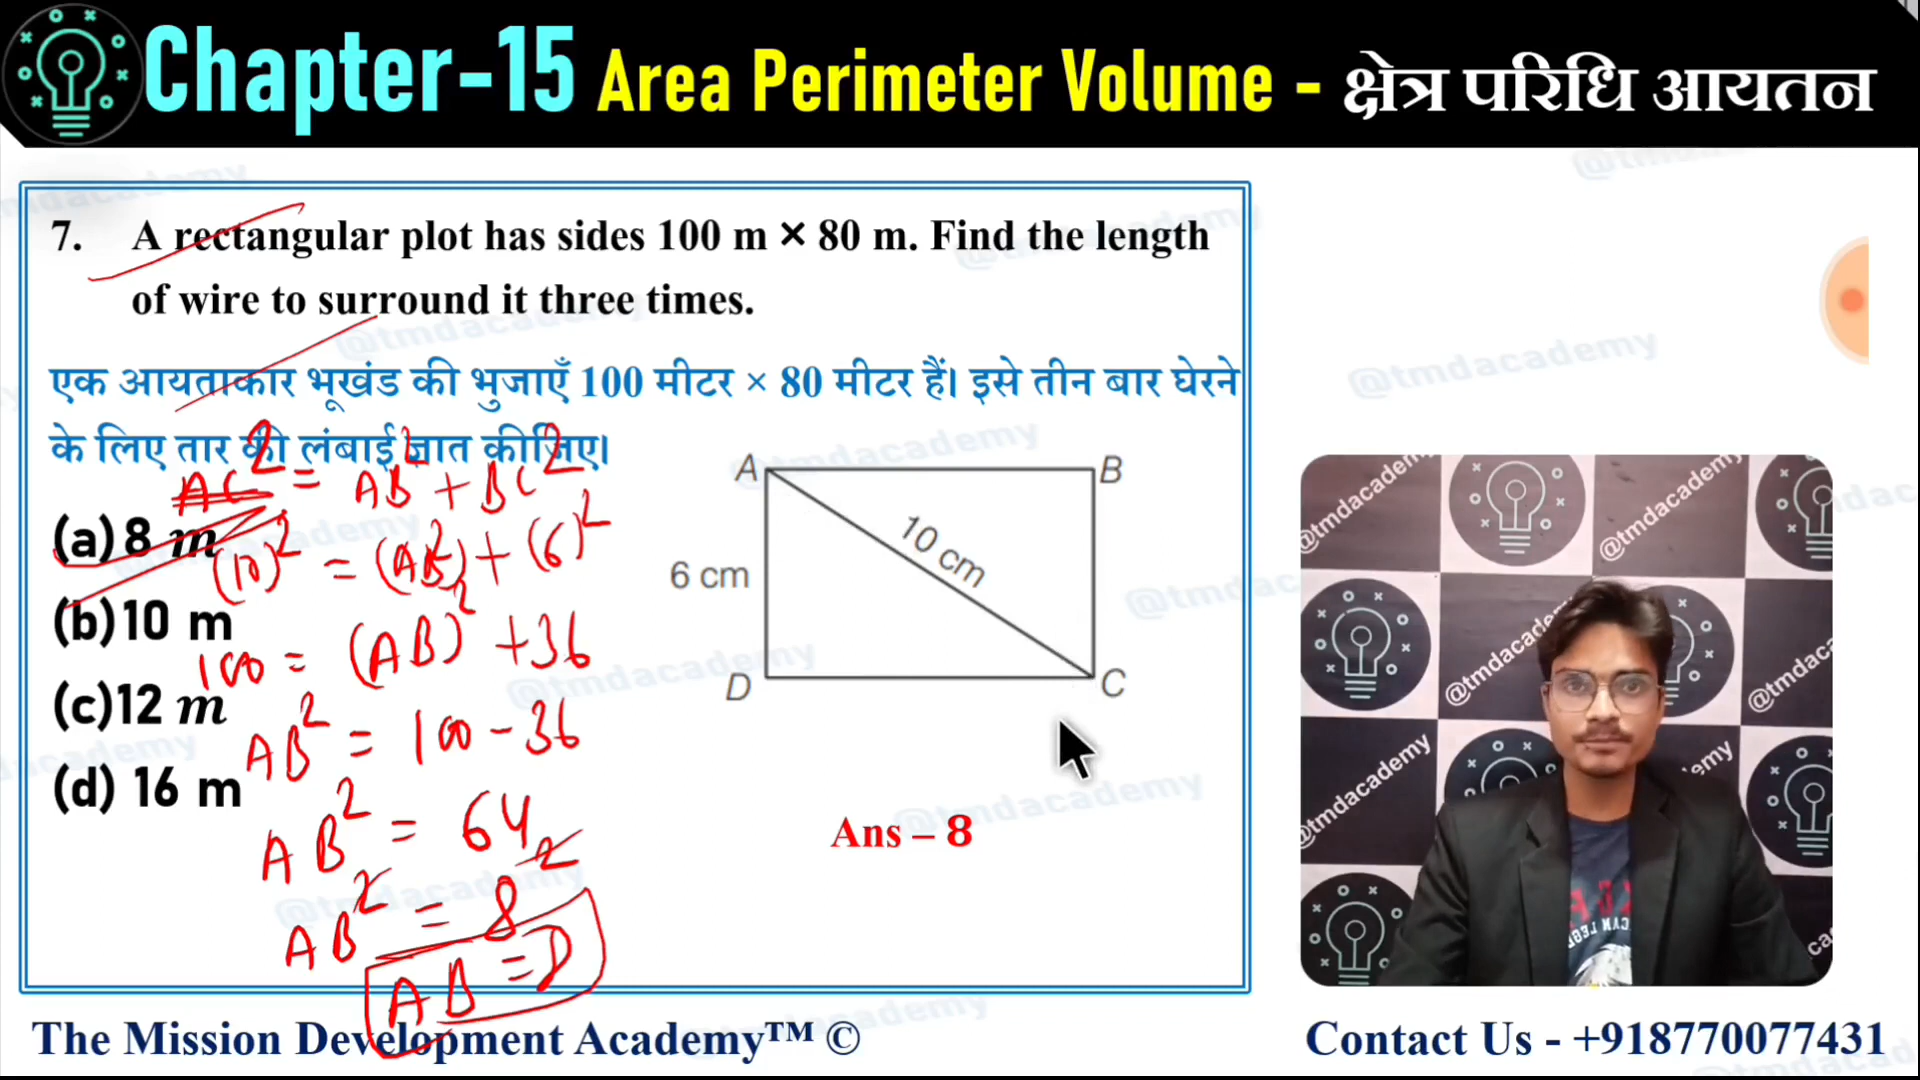 Chapter-15 Area Perimeter Volume - क्षेत्र परिधि आयतन
7. A rectangular plot has sides 100 m × 80 m. Find the length
of wire to surround it three times.
एक आयताकार भूखंड की भुजाएँ 100 मीटर × 80 मीटर हैं। इसे तीन बार घेरने
के लिए तार की लंबाई ज्ञात कीजिए।
AC² = AB² + BC²
(a) 8 m
(10)² = (AB²) + (6)²
(b) 10 m
100 = (AB)² + 36
(c) 12 m
AB² = 100 - 36
(d) 16 m
AB² = 64
AB² = 8²
AB = 8
A
B
10 cm
6 cm
D
C
Ans – 8
@tmdacademy
The Mission Development Academy™ ©
Contact Us - +918770077431